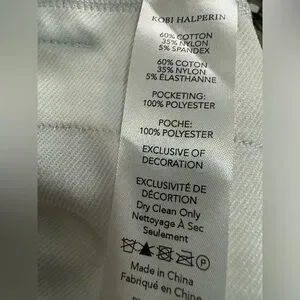 KOBI HALPERIN
60% COTTON
35% NYLON
5% SPANDEX
60% COTON
35% NYLON
5% ÉLASTHANNE
POCKETING:
100% POLYESTER
POCHE:
100% POLYESTER
EXCLUSIVE OF
DECORATION
EXCLUSIVITÉ DE
DÉCORTION
Dry Clean Only
Nettoyage À Sec
Seulement
P
Made in China
Fabriqué en Chine